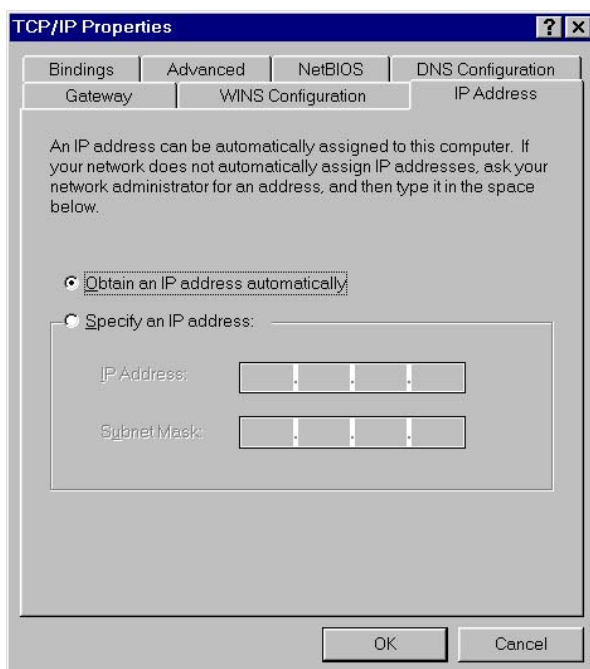 TCP/IP Properties
Bindings Advanced NetBIOS DNS Configuration
Gateway WINS Configuration IP Address
An IP address can be automatically assigned to this computer. If
your network does not automatically assign IP addresses, ask your
network administrator for an address, and then type it in the space
below.
Obtain an IP address automatically
Specify an IP address:
IP Address:
Subnet Mask:
OK Cancel